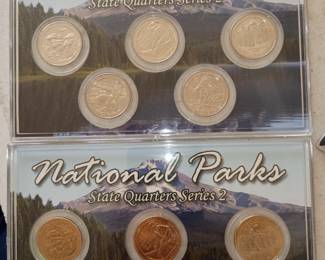 State Quarters Series 2
National Parks
State Quarters Series 2